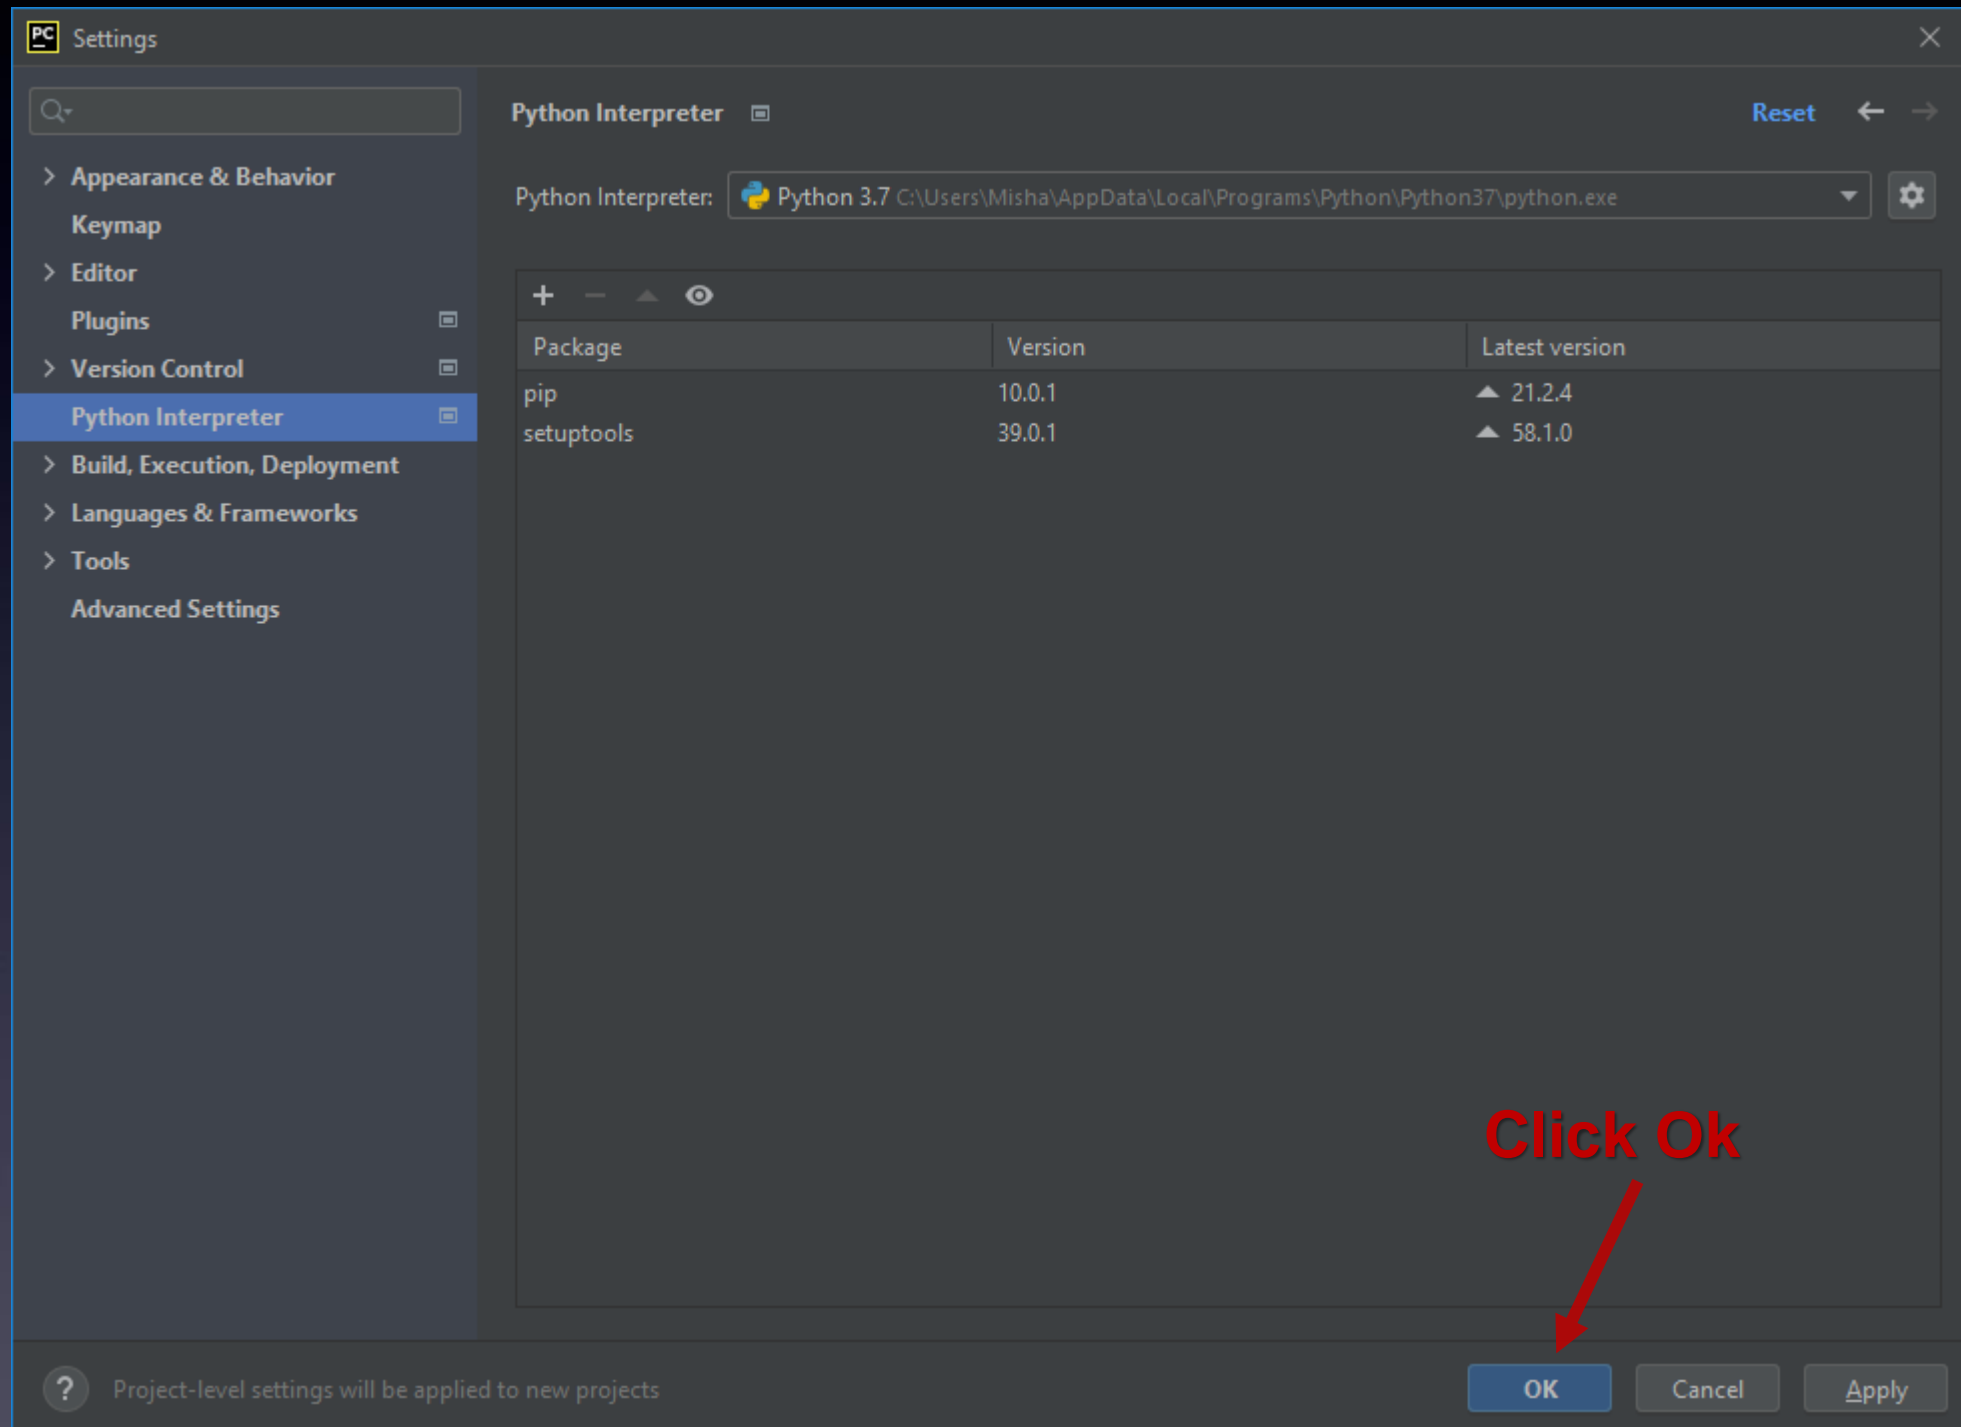 PC Settings
Python Interpreter
Reset
Appearance & Behavior
Keymap
Editor
Plugins
Version Control
Python Interpreter
Build, Execution, Deployment
Languages & Frameworks
Tools
Advanced Settings
Python Interpreter: Python 3.7 C:\Users\Misha\AppData\Local\Programs\Python\Python37\python.exe
Package Version Latest version
pip 10.0.1 21.2.4
setuptools 39.0.1 58.1.0
Click Ok
? Project-level settings will be applied to new projects
OK Cancel Apply